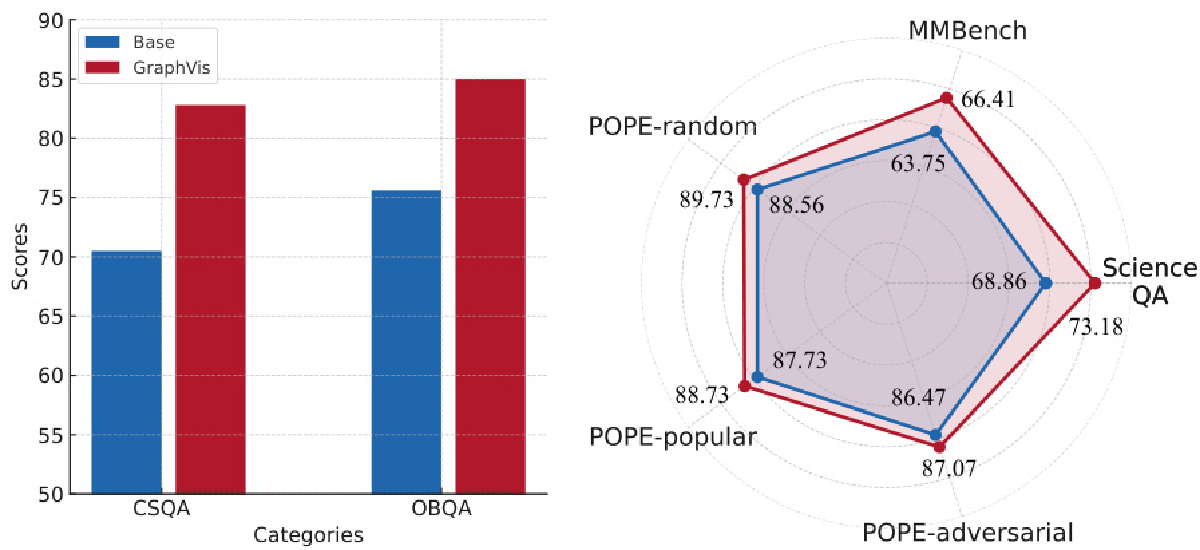 90
85
80
75
70
65
60
55
50
Scores
Base
GraphVis
CSQA
OBQA
Categories
MMBench
66.41
63.75
POPE-random
89.73
88.56
Science
QA
68.86
73.18
87.73
88.73
POPE-popular
86.47
87.07
POPE-adversarial